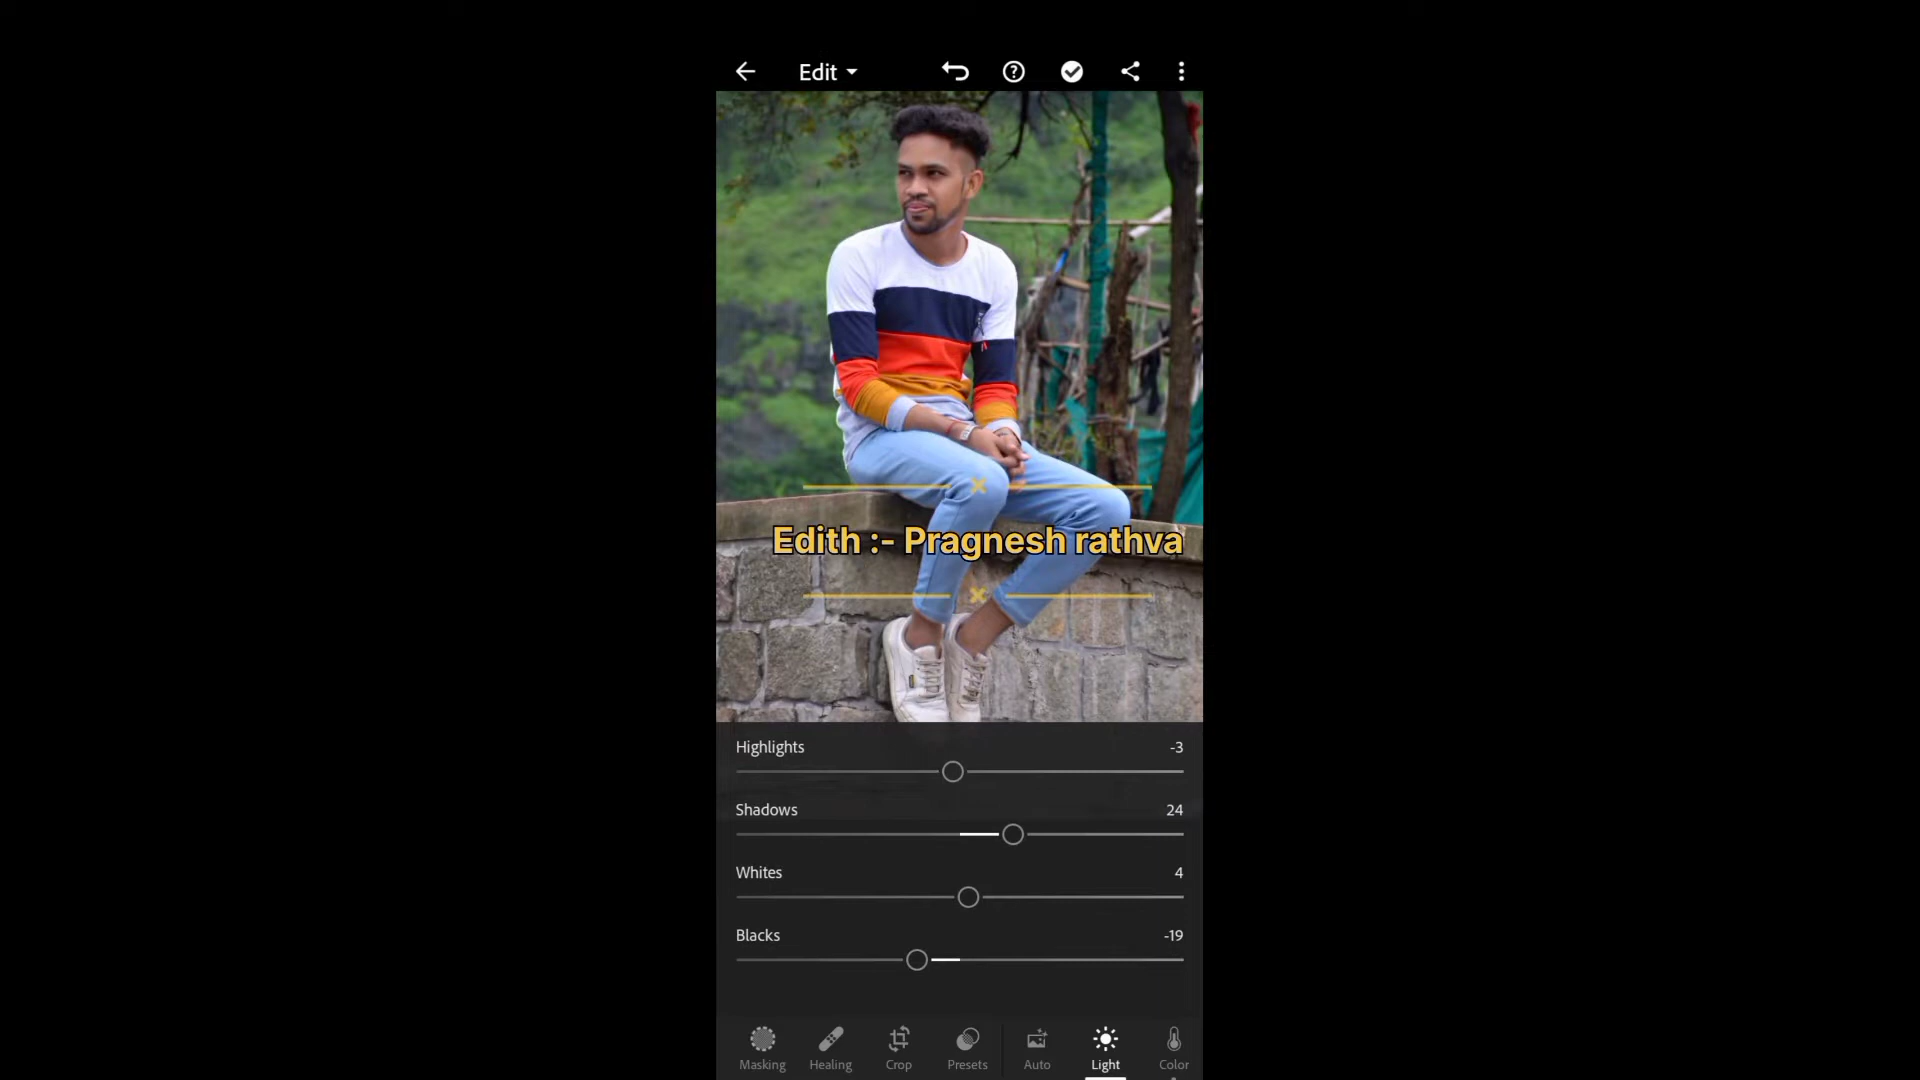 Edit
Edith :- Pragnesh rathva
Highlights -3
Shadows 24
Whites 4
Blacks -19
Masking Healing Crop Presets Auto Light Color